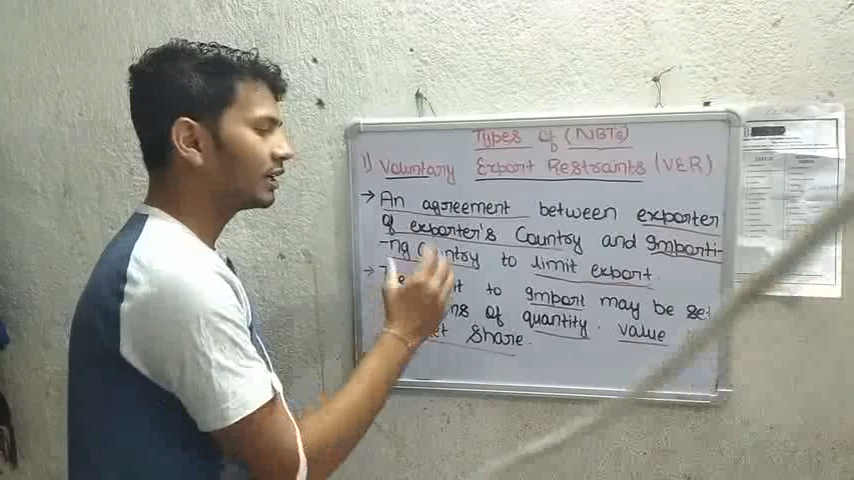 Types of (NBTs)
1) Voluntary Export Restraints (VER)
→ An agreement between exporter
of exporter's Country and Importi-
-ng Country to limit export.
→ to Import may be set
of quantity. value
Share.